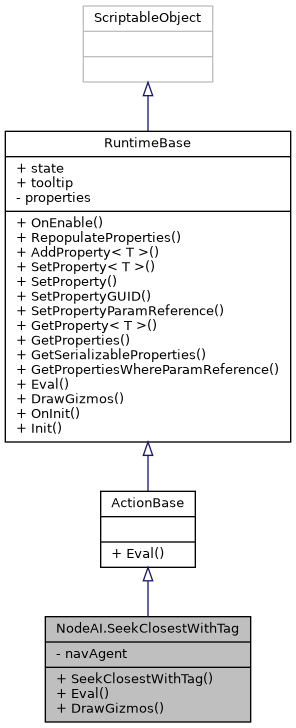 ScriptableObject
RuntimeBase
+ state
+ tooltip
- properties
+ OnEnable()
+ RepopulateProperties()
+ AddProperty< T >()
+ SetProperty< T >()
+ SetProperty()
+ SetPropertyGUID()
+ SetPropertyParamReference()
+ GetProperty< T >()
+ GetProperties()
+ GetSerializableProperties()
+ GetPropertiesWhereParamReference()
+ Eval()
+ DrawGizmos()
+ OnInit()
+ Init()
ActionBase
+ Eval()
NodeAI.SeekClosestWithTag
- navAgent
+ SeekClosestWithTag()
+ Eval()
+ DrawGizmos()